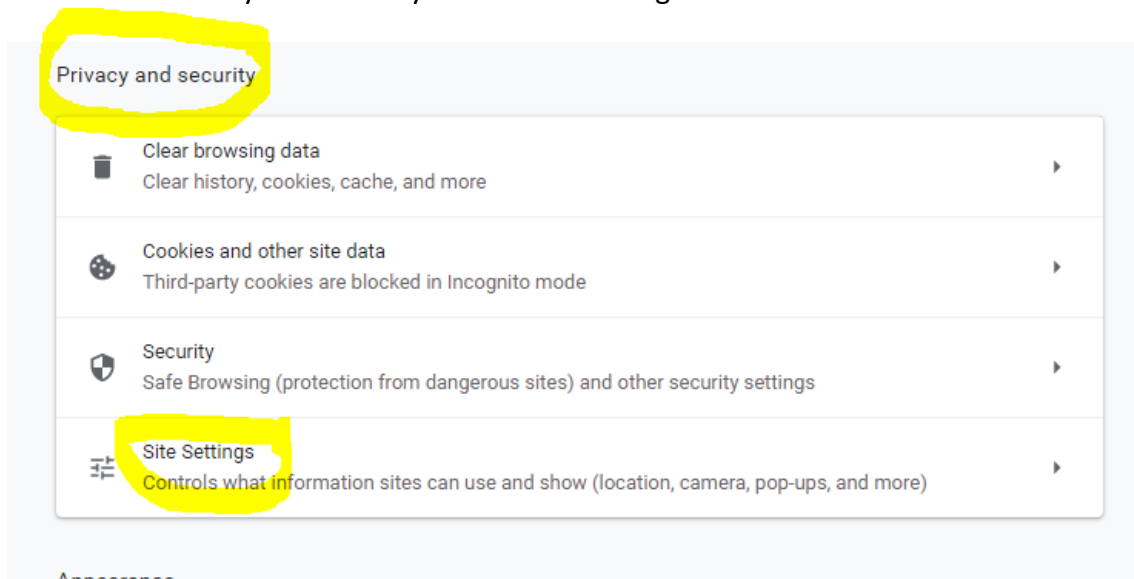 Privacy and security
Clear browsing data
Clear history, cookies, cache, and more
Cookies and other site data
Third-party cookies are blocked in Incognito mode
Security
Safe Browsing (protection from dangerous sites) and other security settings
Site Settings
Controls what information sites can use and show (location, camera, pop-ups, and more)